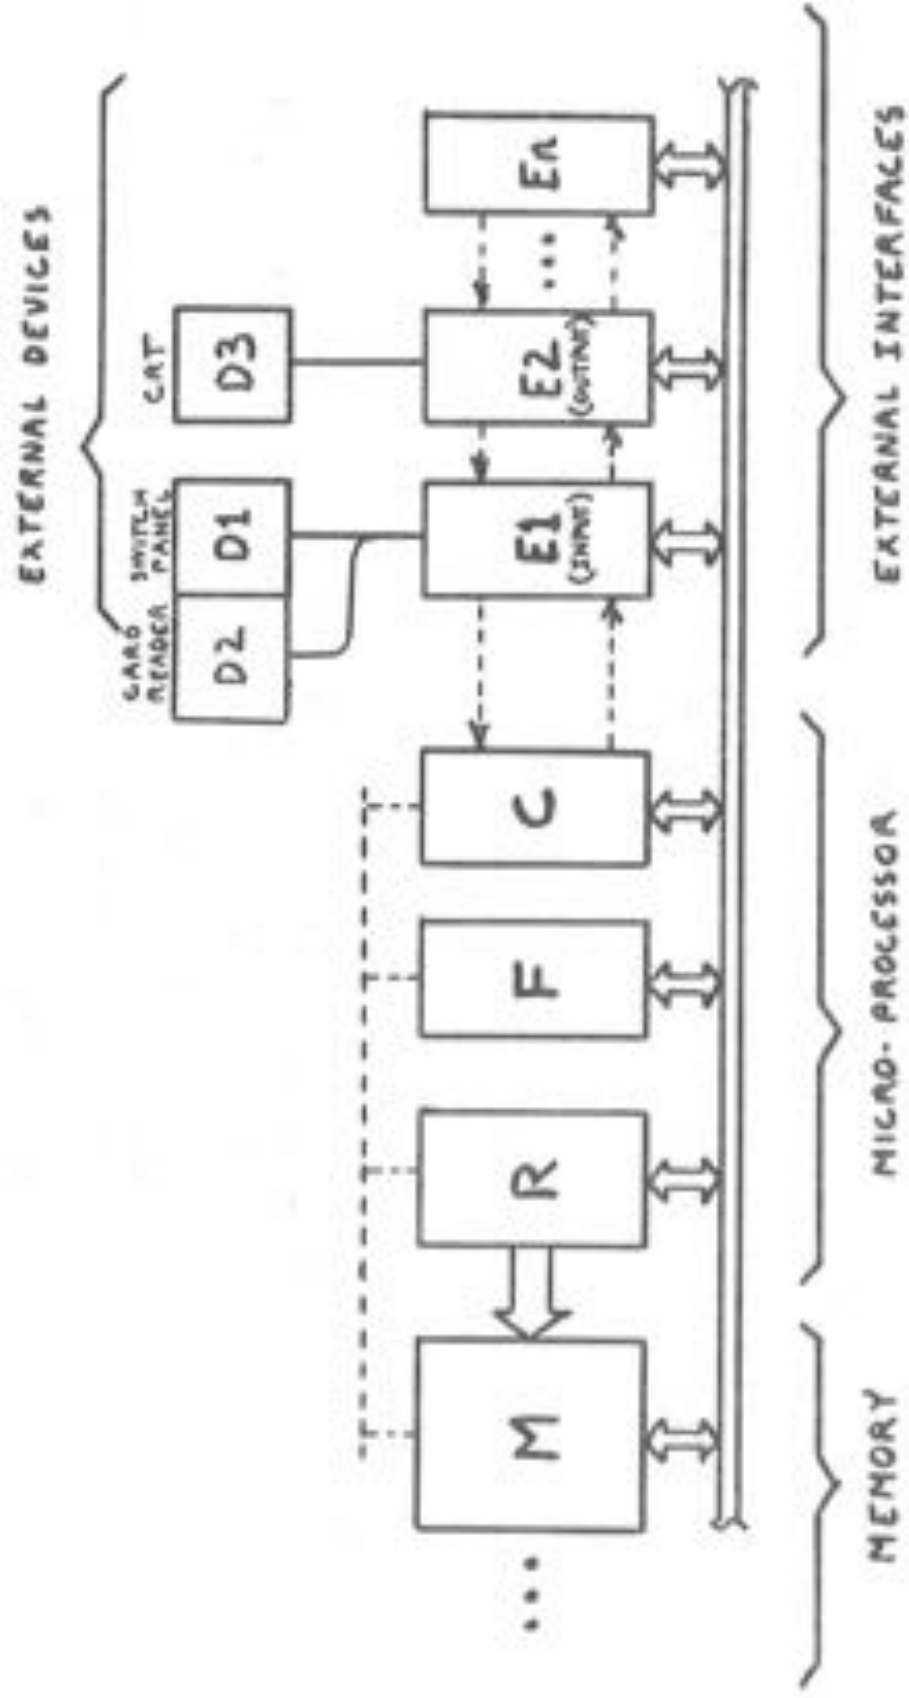 EXTERNAL DEVICES
CARD
READER
SWITCH
PANEL
CRT
D2
D1
D3
...
M
R
F
C
E1
(INPUT)
E2
(OUTPUT)
...
En
MEMORY
MICRO-PROCESSOR
EXTERNAL INTERFACES